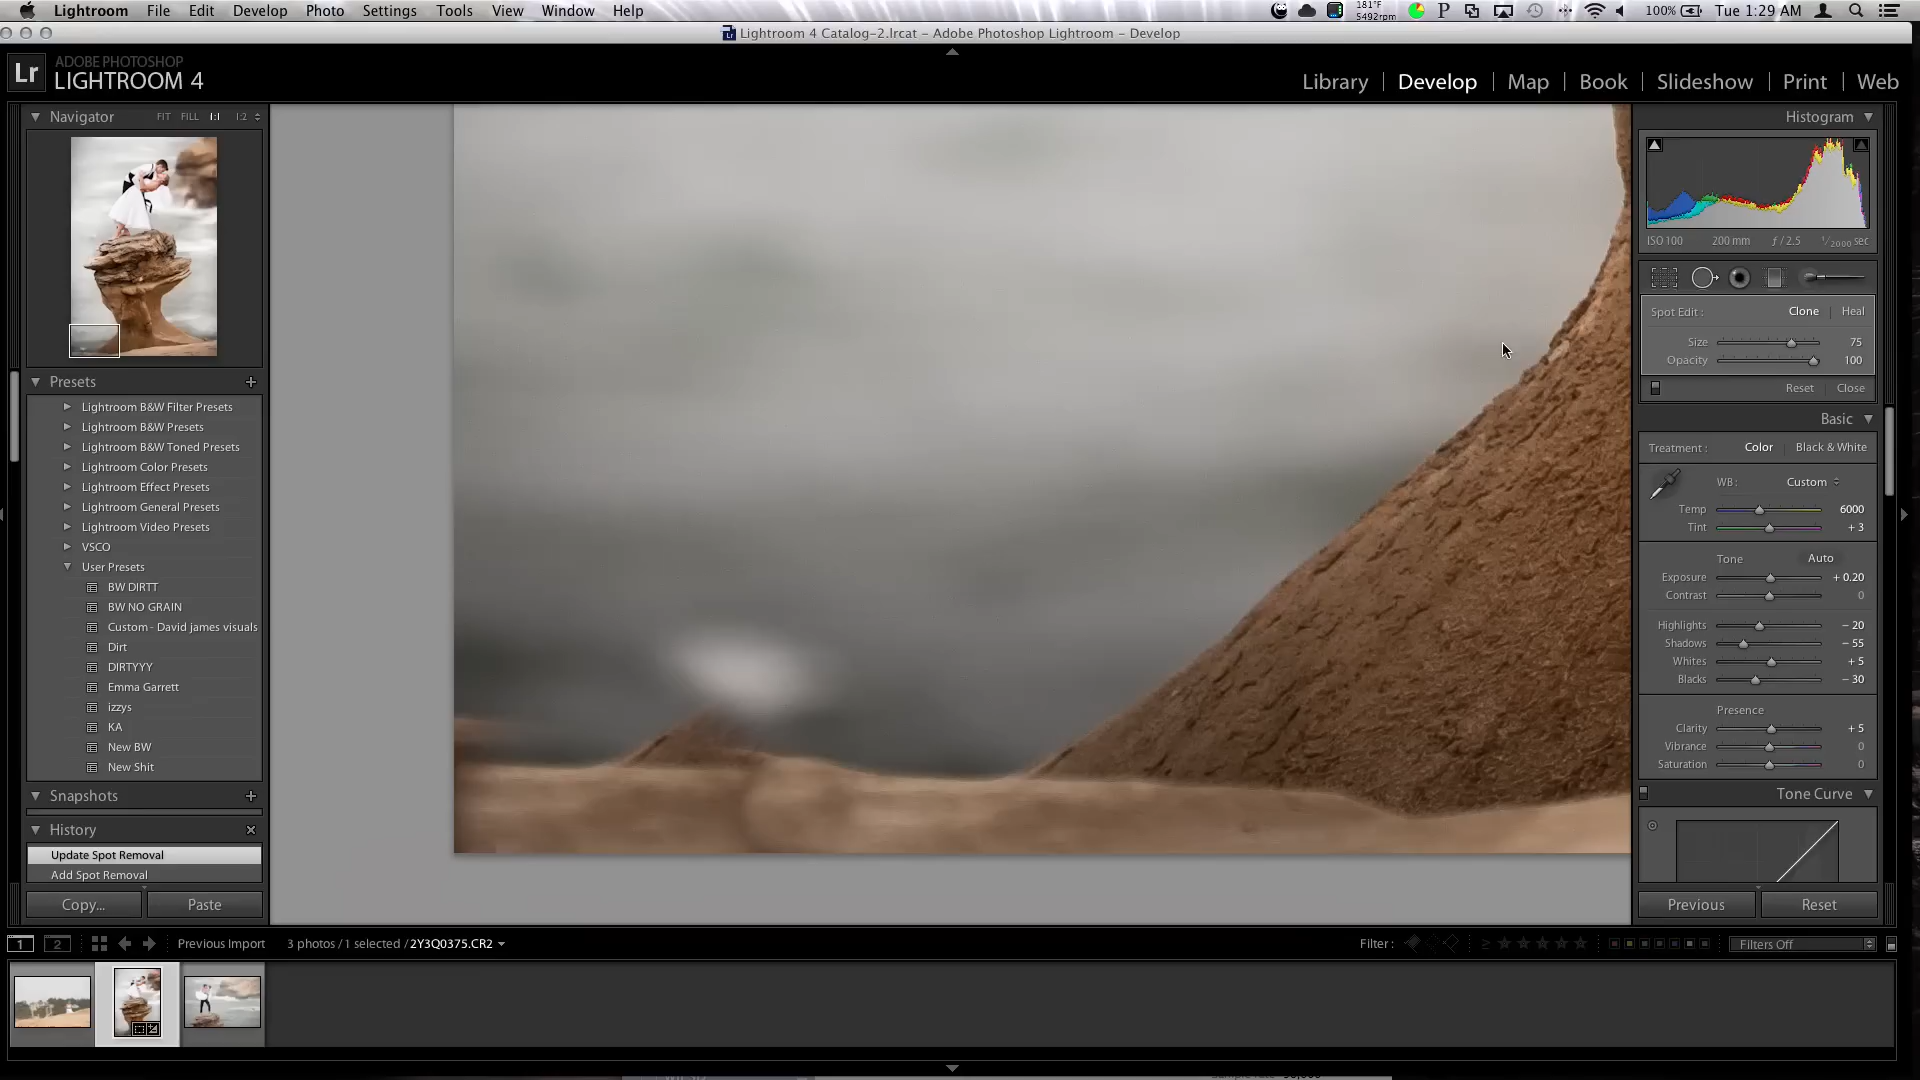 Lightroom File Edit Develop Photo Settings Tools View Window Help
181°F
5492rpm
P
100% Tue 1:29 AM
Lightroom 4 Catalog-2.lrcat – Adobe Photoshop Lightroom – Develop
Lr ADOBE PHOTOSHOP
LIGHTROOM 4
Library | Develop | Map | Book | Slideshow | Print | Web
Navigator FIT FILL 1:1 1:2
Presets +
Lightroom B&W Filter Presets
Lightroom B&W Presets
Lightroom B&W Toned Presets
Lightroom Color Presets
Lightroom Effect Presets
Lightroom General Presets
Lightroom Video Presets
VSCO
User Presets
BW DIRTT
BW NO GRAIN
Custom - David james visuals
Dirt
DIRTYYY
Emma Garrett
izzys
KA
New BW
New Shit
Snapshots +
History ×
Update Spot Removal
Add Spot Removal
Copy... Paste
Histogram
ISO 100 200 mm ƒ / 2.5 1/2000 sec
Spot Edit : Clone | Heal
Size 75
Opacity 100
Reset Close
Basic
Treatment : Color | Black & White
WB : Custom
Temp 6000
Tint + 3
Tone Auto
Exposure + 0.20
Contrast 0
Highlights – 20
Shadows – 55
Whites + 5
Blacks – 30
Presence
Clarity + 5
Vibrance 0
Saturation 0
Tone Curve
Previous Reset
1 2 Previous Import 3 photos / 1 selected / 2Y3Q0375.CR2 Filter : Filters Off